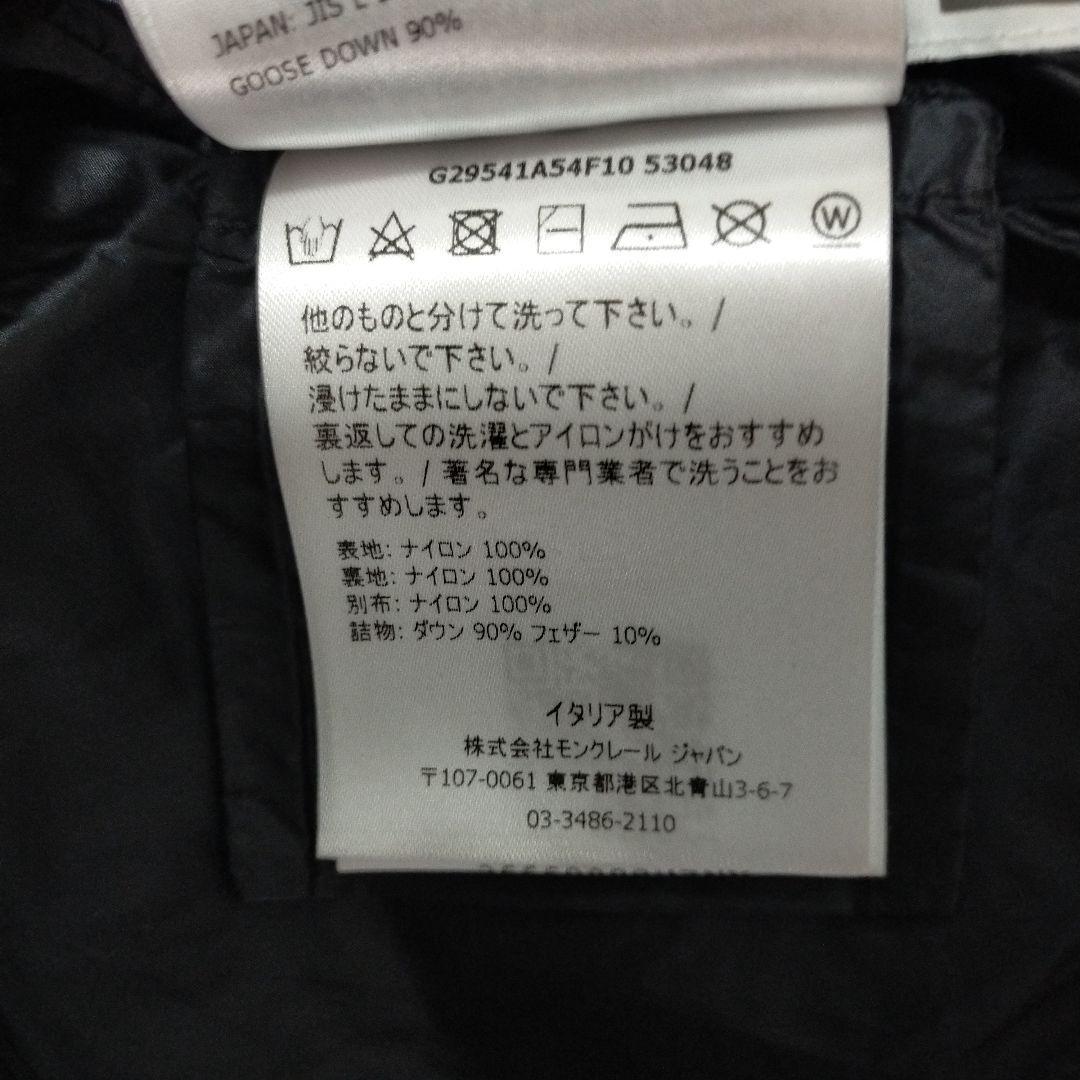 JAPAN: JIS L
GOOSE DOWN 90%
G29541A54F10 53048
W
他のものと分けて洗って下さい。/
絞らないで下さい。/
浸けたままにしないで下さい。/
裏返しての洗濯とアイロンがけをおすすめ
します。/ 著名な専門業者で洗うことをお
すすめします。
表地: ナイロン 100%
裏地: ナイロン 100%
別布: ナイロン 100%
詰物: ダウン 90% フェザー 10%
イタリア製
株式会社モンクレール ジャパン
〒107-0061 東京都港区北青山3-6-7
03-3486-2110